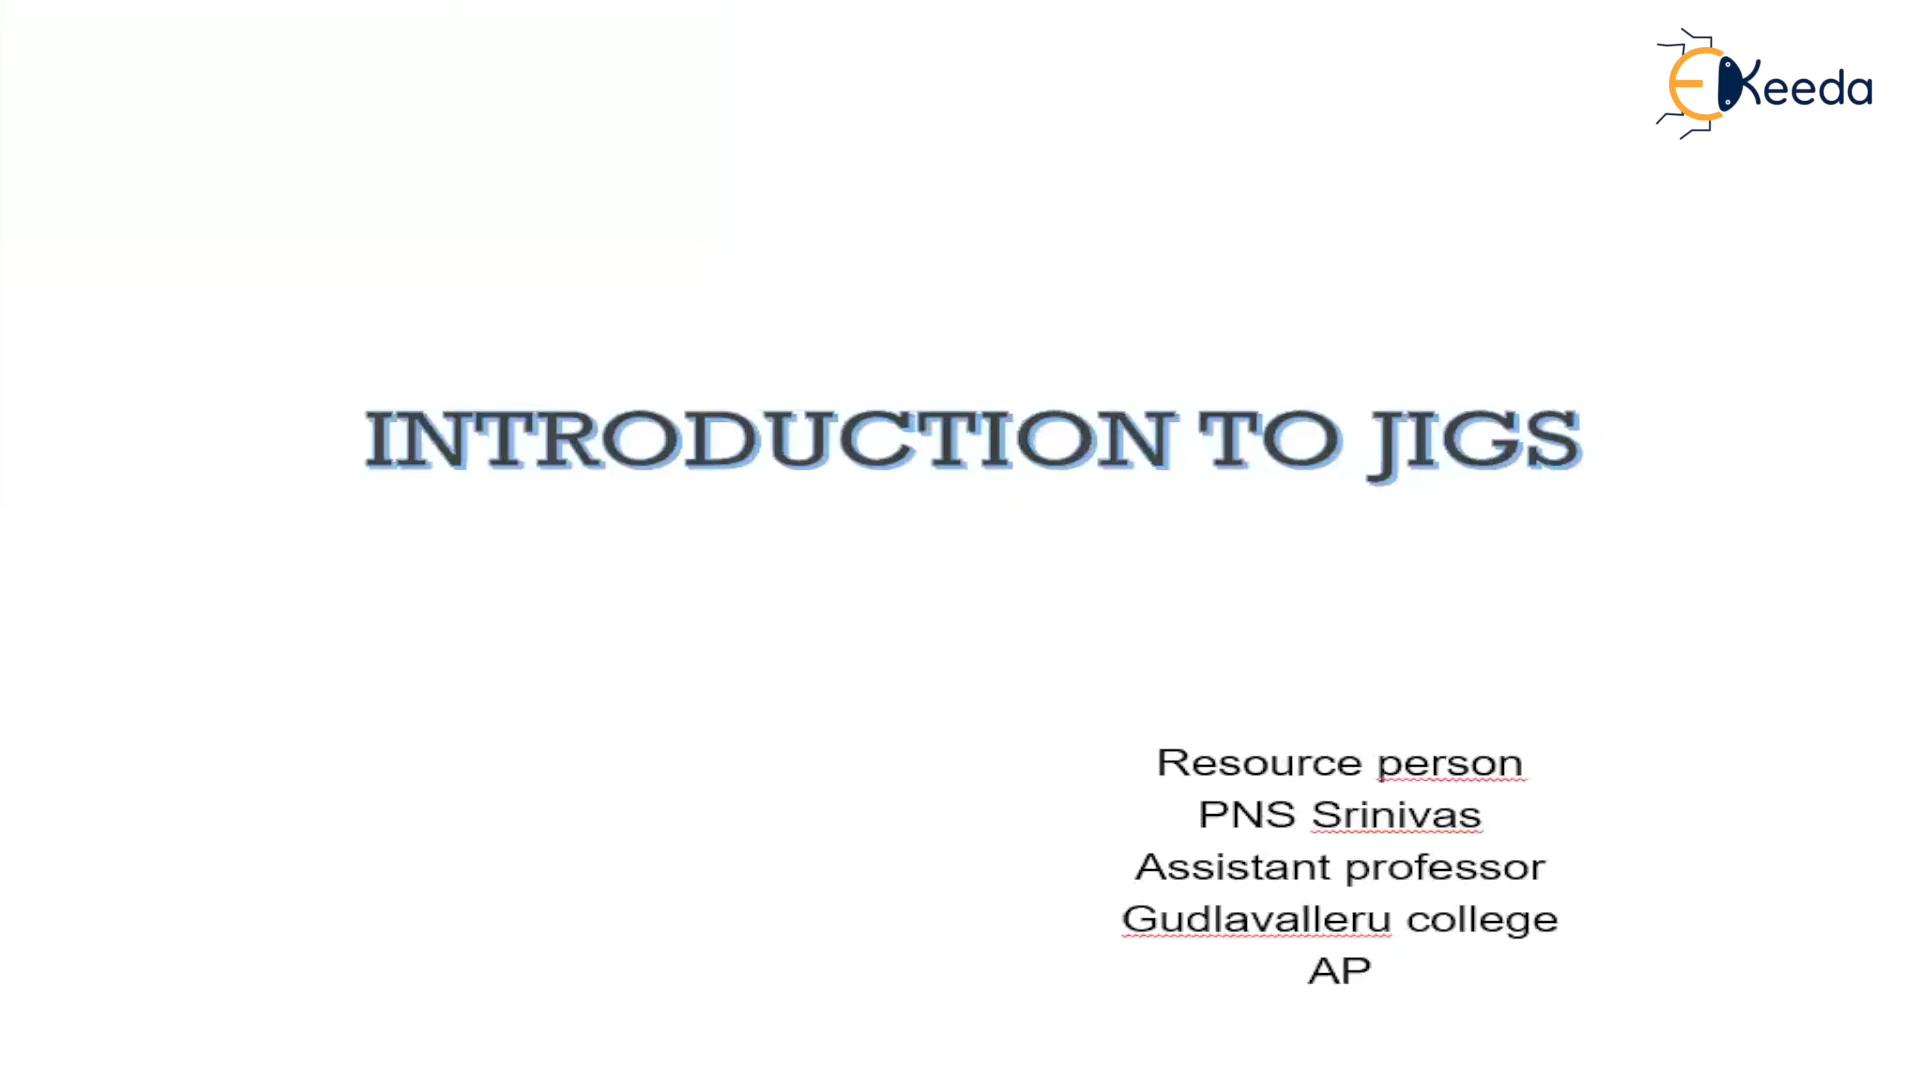 EKeeda
INTRODUCTION TO JIGS
Resource person
PNS Srinivas
Assistant professor
Gudlavalleru college
AP